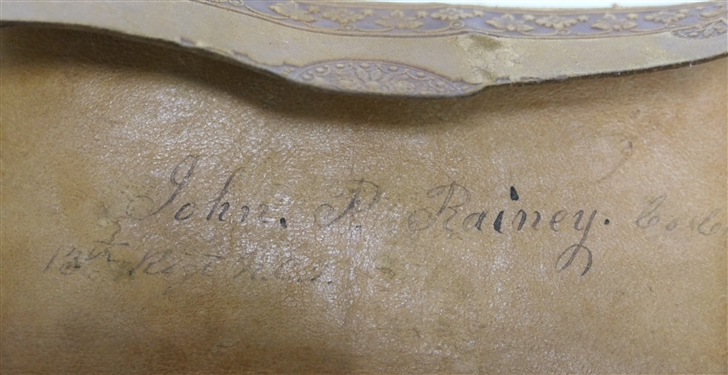 John. P. Rainey. Co
13th Regt N.C.